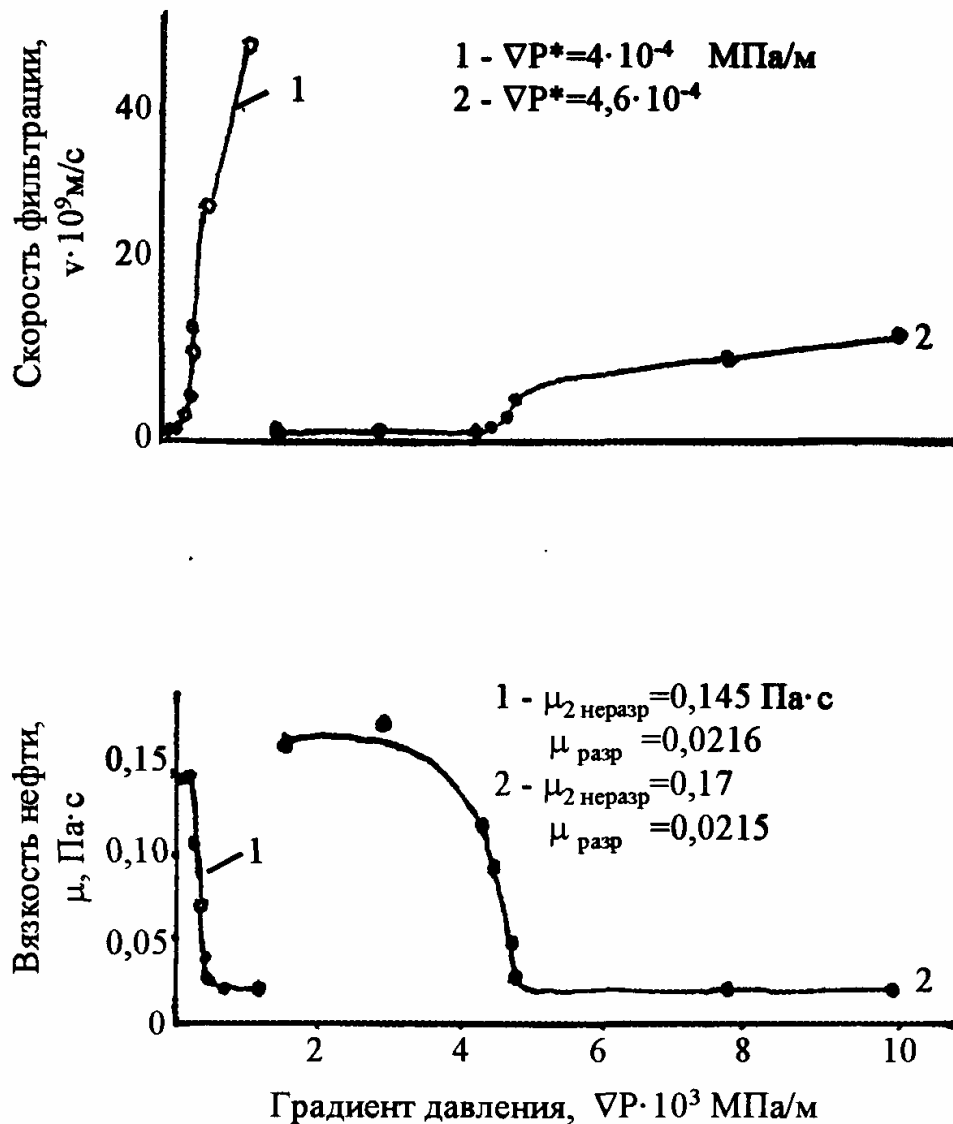 Скорость фильтрации,
v·10⁹м/с
40
20
0
1
1 - ∇P*=4·10⁻⁴ МПа/м
2 - ∇P*=4,6·10⁻⁴
2
Вязкость нефти,
μ, Па·с
0,15
0,10
0,05
0
1
1 - μ₂ неразр=0,145 Па·с
μ разр =0,0216
2 - μ₂ неразр=0,17
μ разр =0,0215
2
2 4 6 8 10
Градиент давления, ∇P·10³ МПа/м